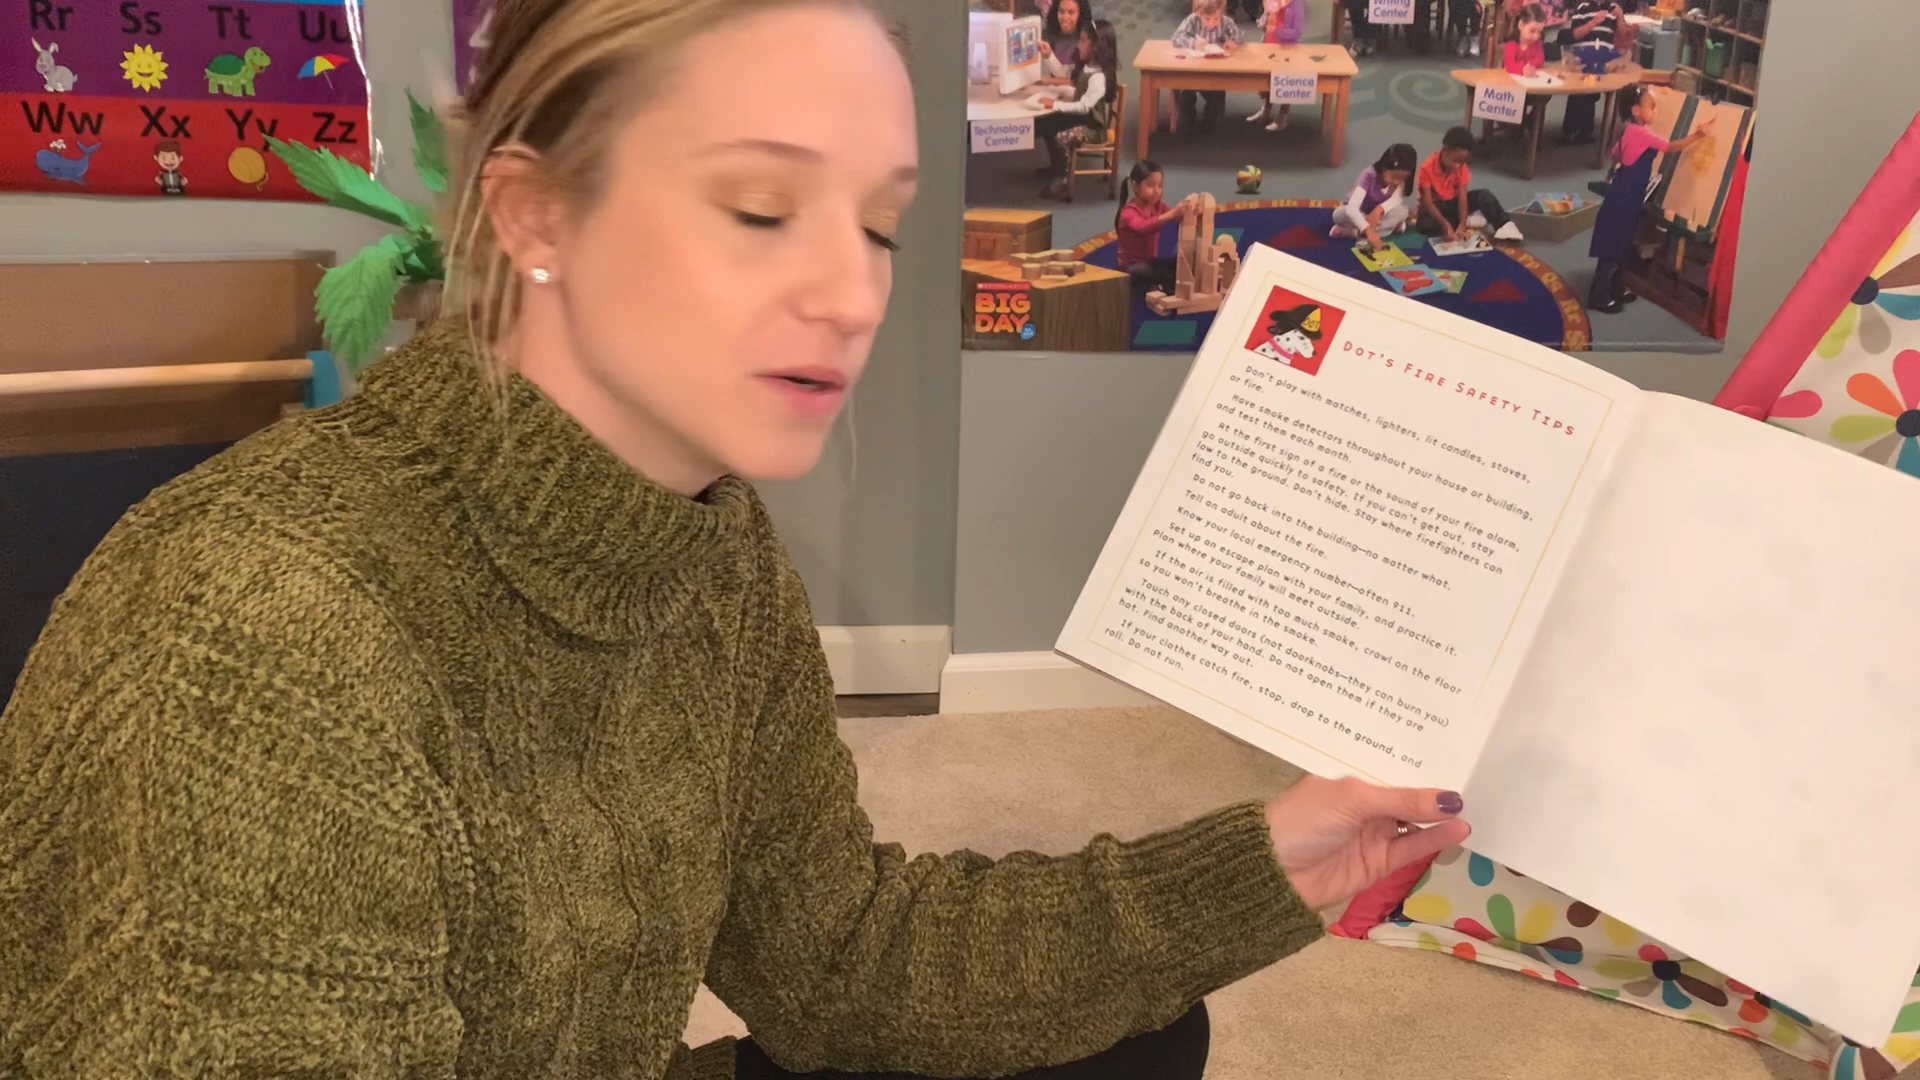 Rr Ss Tt Uu
Ww Xx Yy Zz
Writing
Center
Science
Center
Math
Center
Technology
Center
SCHOLASTIC
BIG
DAY
DOT
DOT'S FIRE SAFETY TIPS
Don't play with matches, lighters, lit candles, stoves,
or fire.
Have smoke detectors throughout your house or building,
and test them each month.
At the first sign of a fire or the sound of your fire alarm,
go outside quickly to safety. If you can't get out, stay
low to the ground. Don't hide. Stay where firefighters can
find you.
Do not go back into the building—no matter what.
Tell an adult about the fire.
Know your local emergency number—often 911.
Set up an escape plan with your family, and practice it.
Plan where your family will meet outside.
If the air is filled with too much smoke, crawl on the floor
so you won't breathe in the smoke.
Touch any closed doors (not doorknobs—they can burn you)
with the back of your hand. Do not open them if they are
hot. Find another way out.
If your clothes catch fire, stop, drop to the ground, and
roll. Do not run.